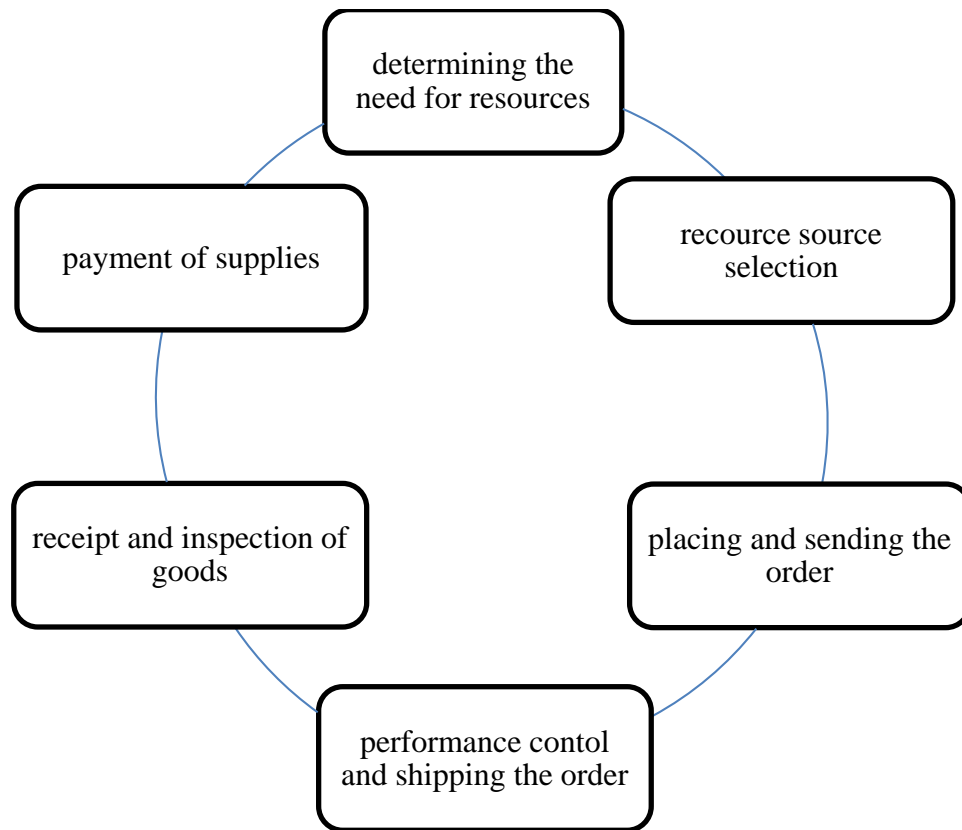 determining the
need for resources
recource source
selection
placing and sending the
order
performance contol
and shipping the order
receipt and inspection of
goods
payment of supplies